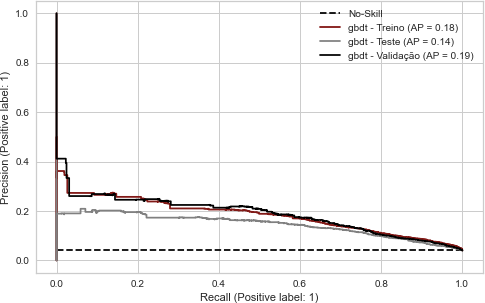 No-Skill
gbdt - Treino (AP = 0.18)
gbdt - Teste (AP = 0.14)
gbdt - Validação (AP = 0.19)
Precision (Positive label: 1)
1.0
0.8
0.6
0.4
0.2
0.0
0.0 0.2 0.4 0.6 0.8 1.0
Recall (Positive label: 1)